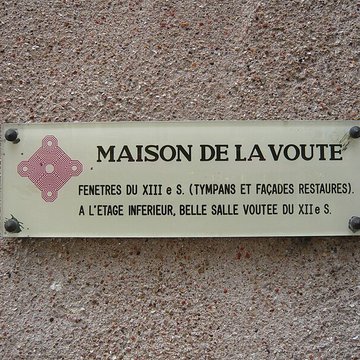 MAISON DE LA VOUTE
FENETRES DU XIII e S. (TYMPANS ET FAÇADES RESTAURES).
A L'ETAGE INFERIEUR, BELLE SALLE VOUTEE DU XII e S.